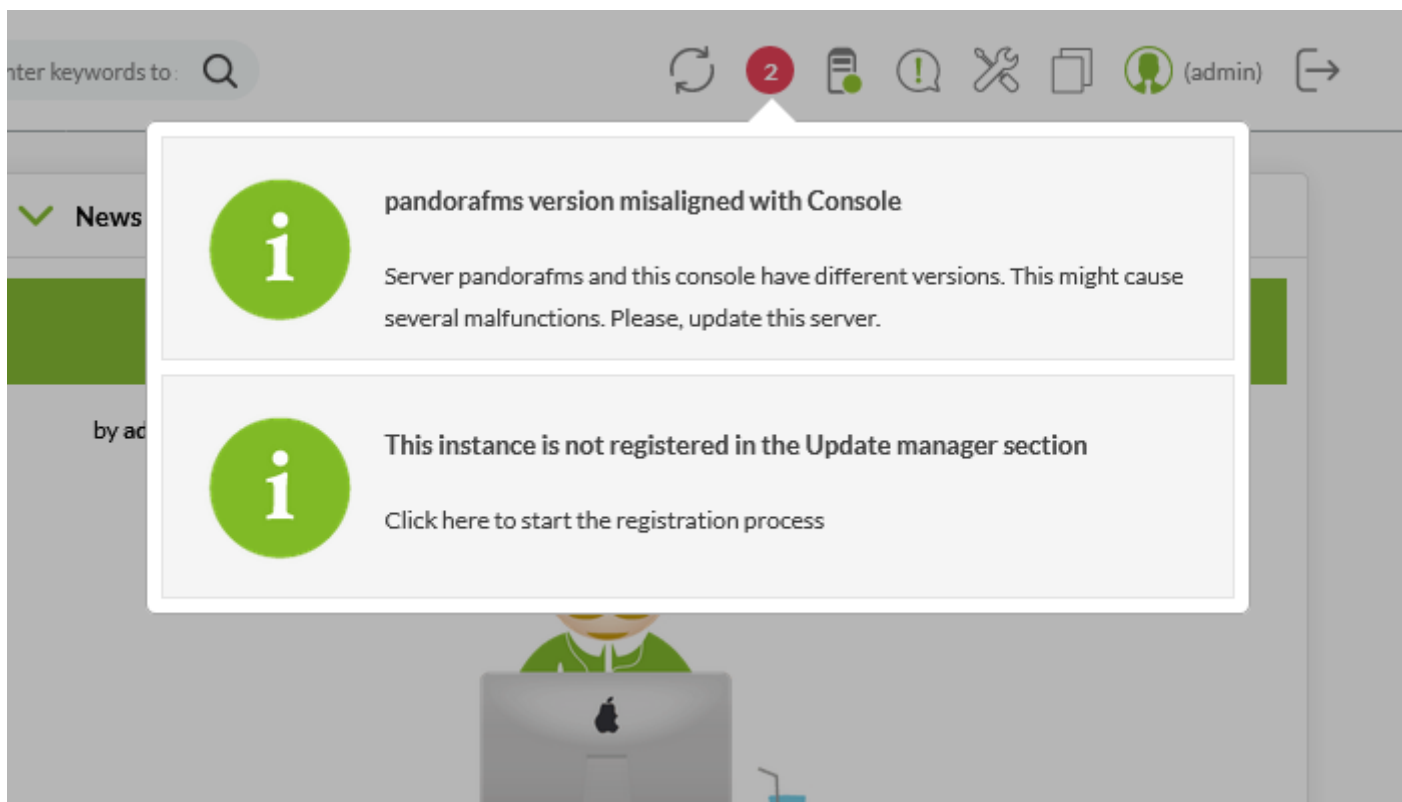 nter keywords to
2
(admin)
pandorafms version misaligned with Console
News
Server pandorafms and this console have different versions. This might cause
several malfunctions. Please, update this server.
by ad
This instance is not registered in the Update manager section
Click here to start the registration process